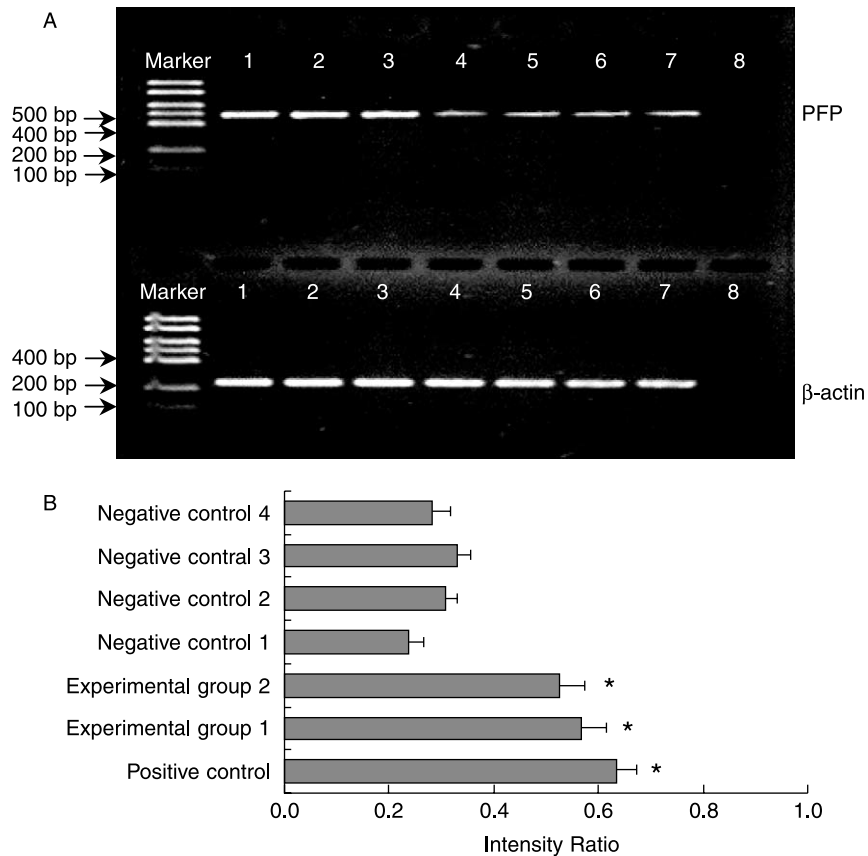 A
Marker 1 2 3 4 5 6 7 8
500 bp
400 bp
200 bp
100 bp
PFP
Marker 1 2 3 4 5 6 7 8
400 bp
200 bp
100 bp
β-actin
B
Negative control 4
Negative contral 3
Negative control 2
Negative control 1
Experimental group 2 *
Experimental group 1 *
Positive control *
0.0 0.2 0.4 0.6 0.8 1.0
Intensity Ratio